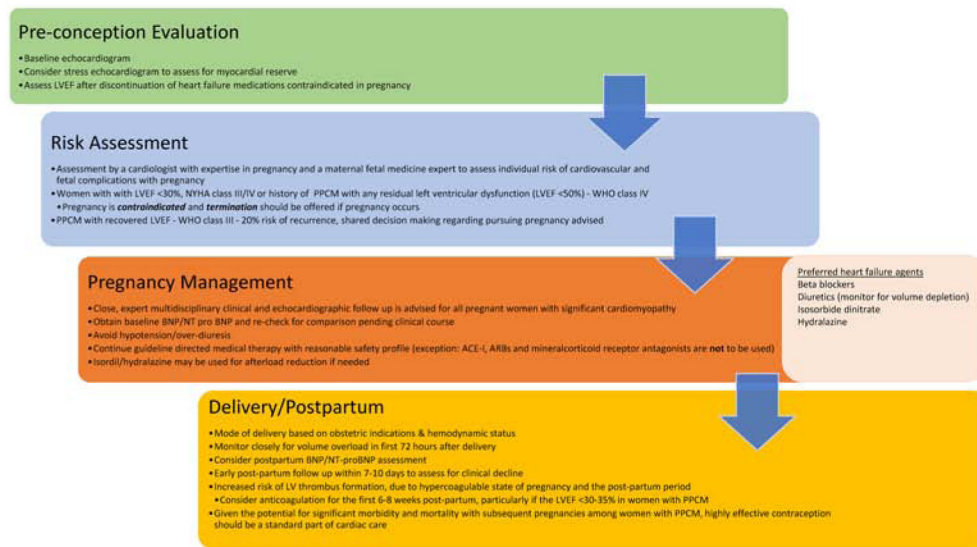 Pre-conception Evaluation
•Baseline echocardiogram
•Consider stress echocardiogram to assess for myocardial reserve
•Assess LVEF after discontinuation of heart failure medications contraindicated in pregnancy
Risk Assessment
•Assessment by a cardiologist with expertise in pregnancy and a maternal fetal medicine expert to assess individual risk of cardiovascular and
fetal complications with pregnancy
•Women with with LVEF <30%, NYHA class III/IV or history of PPCM with any residual left ventricular dysfunction (LVEF <50%) - WHO class IV
•Pregnancy is contraindicated and termination should be offered if pregnancy occurs
•PPCM with recovered LVEF - WHO class III - 20% risk of recurrence, shared decision making regarding pursuing pregnancy advised
Pregnancy Management
•Close, expert multidisciplinary clinical and echocardiographic follow up is advised for all pregnant women with significant cardiomyopathy
•Obtain baseline BNP/NT pro BNP and re-check for comparison pending clinical course
•Avoid hypotension/over-diuresis
•Continue guideline directed medical therapy with reasonable safety profile (exception: ACE-I, ARBs and mineralcorticoid receptor antagonists are not to be used)
•Isordil/hydralazine may be used for afterload reduction if needed
Preferred heart failure agents
Beta blockers
Diuretics (monitor for volume depletion)
Isosorbide dinitrate
Hydralazine
Delivery/Postpartum
•Mode of delivery based on obstetric indications & hemodynamic status
•Monitor closely for volume overload in first 72 hours after delivery
•Consider postpartum BNP/NT-proBNP assessment
•Early post-partum follow up within 7-10 days to assess for clinical decline
•Increased risk of LV thrombus formation, due to hypercoagulable state of pregnancy and the post-partum period
•Consider anticoagulation for the first 6-8 weeks post-partum, particularly if the LVEF <30-35% in women with PPCM
•Given the potential for significant morbidity and mortality with subsequent pregnancies among women with PPCM, highly effective contraception
should be a standard part of cardiac care